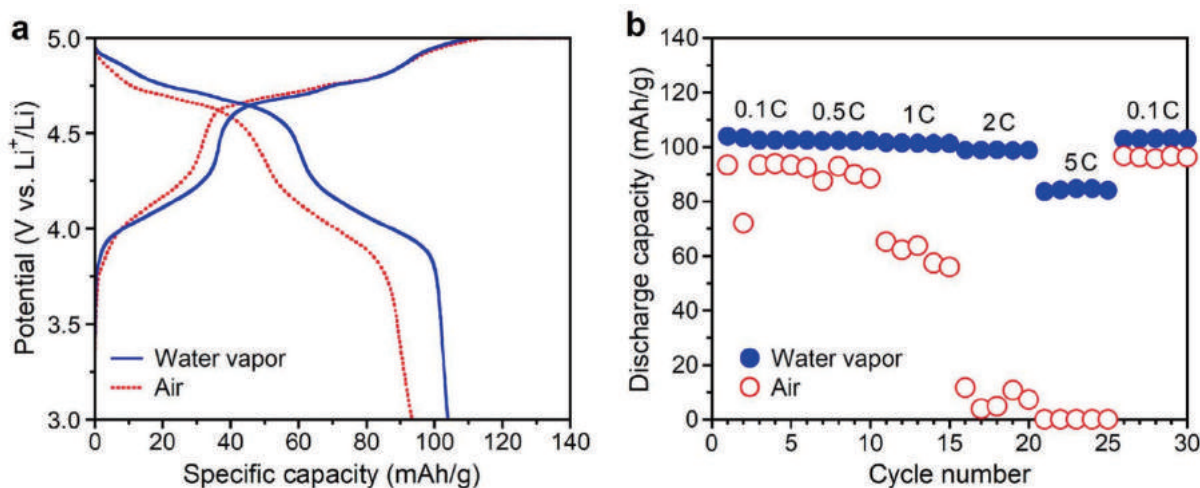 a
5.0
4.5
4.0
3.5
3.0
Potential (V vs. Li⁺/Li)
Water vapor
Air
0 20 40 60 80 100 120 140
Specific capacity (mAh/g)
b
140
120
100
80
60
40
20
0
Discharge capacity (mAh/g)
0.1C 0.5C 1C 2C 5C 0.1C
Water vapor
Air
0 5 10 15 20 25 30
Cycle number